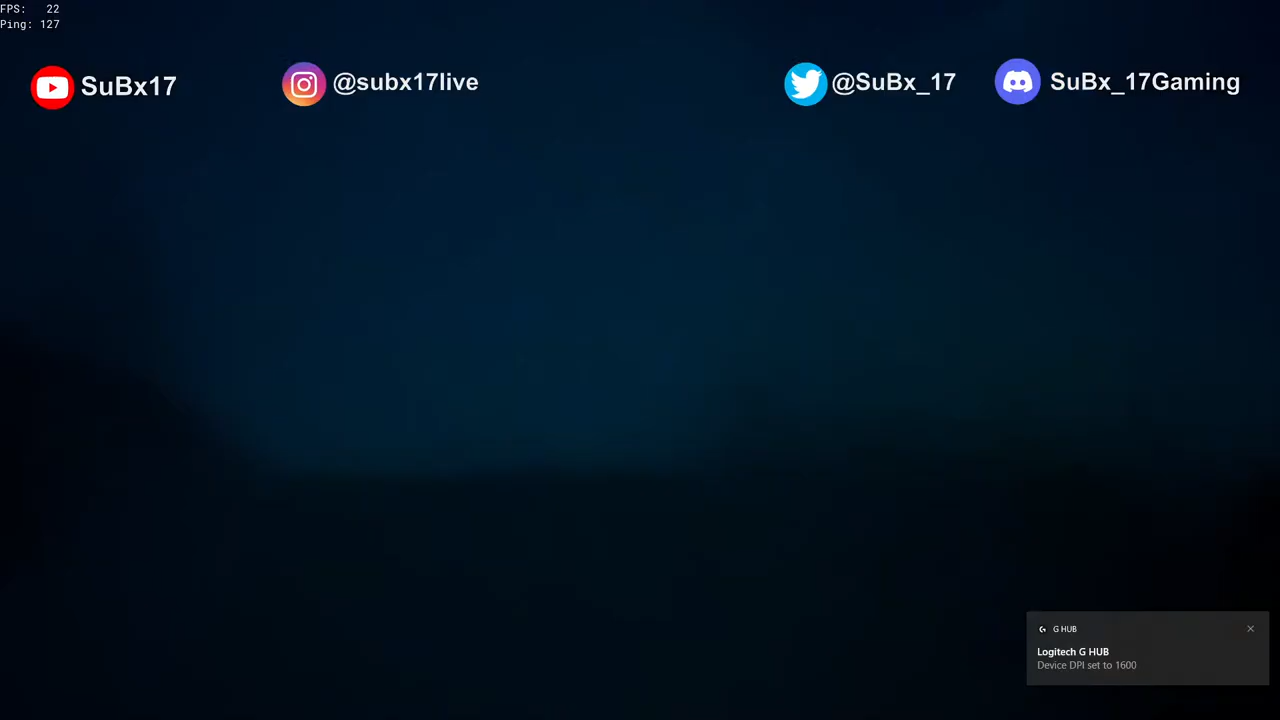 FPS:   22
Ping: 127
SuBx17
@subx17live
@SuBx_17
SuBx_17Gaming
G HUB
Logitech G HUB
Device DPI set to 1600